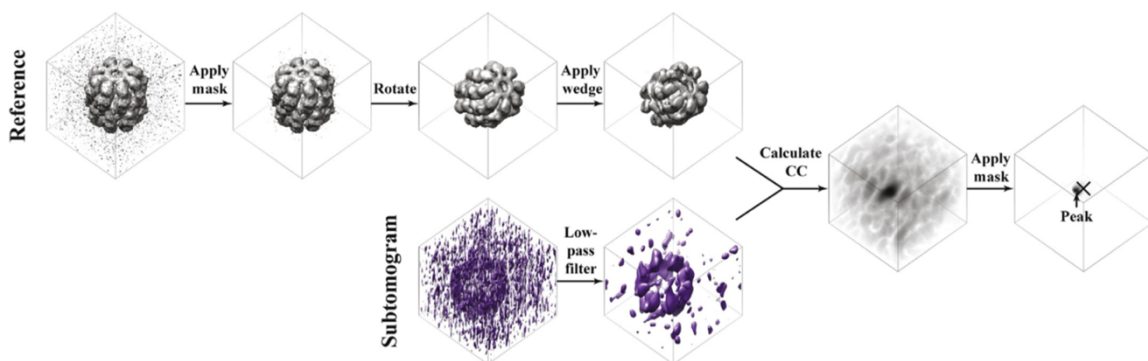 Reference
Apply
mask
Rotate
Apply
wedge
Calculate
CC
Apply
mask
Peak
Subtomogram
Low-
pass
filter